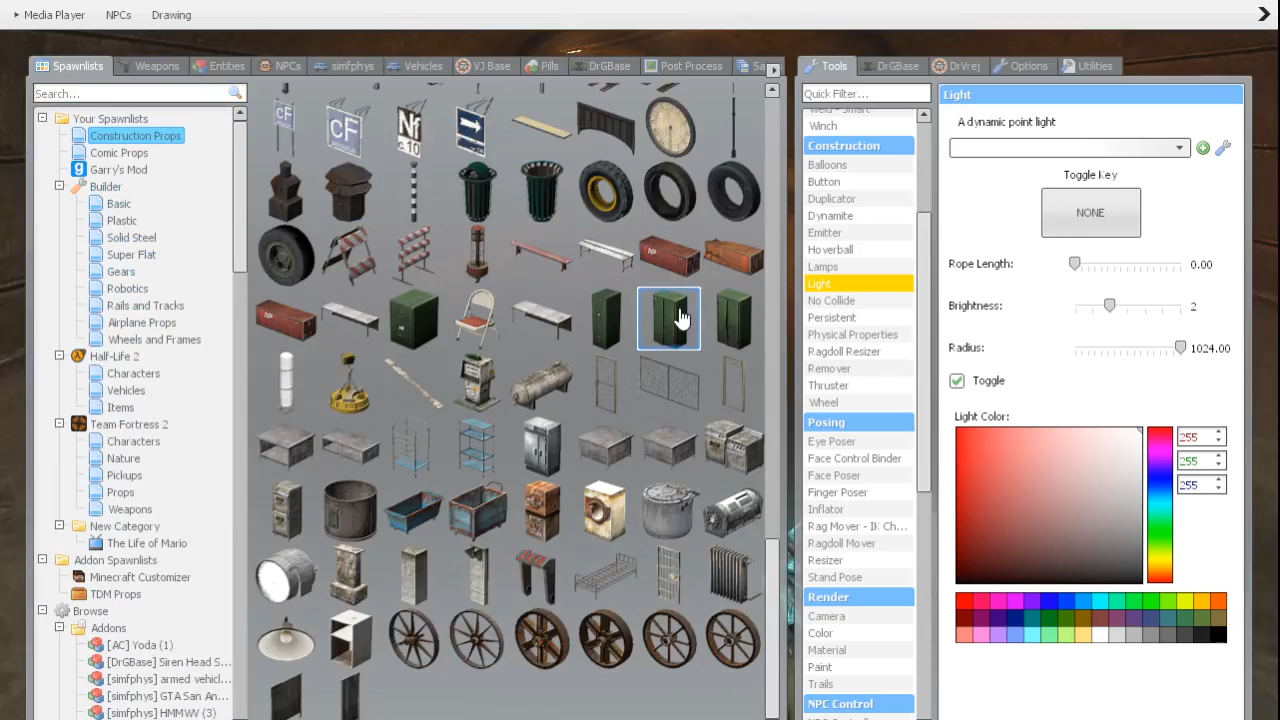 Media Player NPCs Drawing
Spawnlists Weapons Entities NPCs simfphys Vehicles VJ Base Pills DrGBase Post Process Sa
Tools DrGBase DrVrej Options Utilities
Search...
Your Spawnlists
Construction Props
Comic Props
Garry's Mod
Builder
Basic
Plastic
Solid Steel
Super Flat
Gears
Robotics
Rails and Tracks
Airplane Props
Wheels and Frames
Half-Life 2
Characters
Vehicles
Items
Team Fortress 2
Characters
Nature
Pickups
Props
Weapons
New Category
The Life of Mario
Addon Spawnlists
Minecraft Customizer
TDM Props
Browse
Addons
[AC] Yoda (1)
[DrGBase] Siren Head S...
[simfphys] armed vehicl...
[simfphys] GTA San An...
[simfphys] HMMWV (3)
cF
cF
Nf
c 10
Quick Filter...
Weld - Smart
Winch
Construction
Balloons
Button
Duplicator
Dynamite
Emitter
Hoverball
Lamps
Light
No Collide
Persistent
Physical Properties
Ragdoll Resizer
Remover
Thruster
Wheel
Posing
Eye Poser
Face Control Binder
Face Poser
Finger Poser
Inflator
Rag Mover - IK Ch...
Ragdoll Mover
Resizer
Stand Pose
Render
Camera
Color
Material
Paint
Trails
NPC Control
Light
A dynamic point light
Toggle Key
NONE
Rope Length: 0.00
Brightness: 2
Radius: 1024.00
Toggle
Light Color:
255
255
255